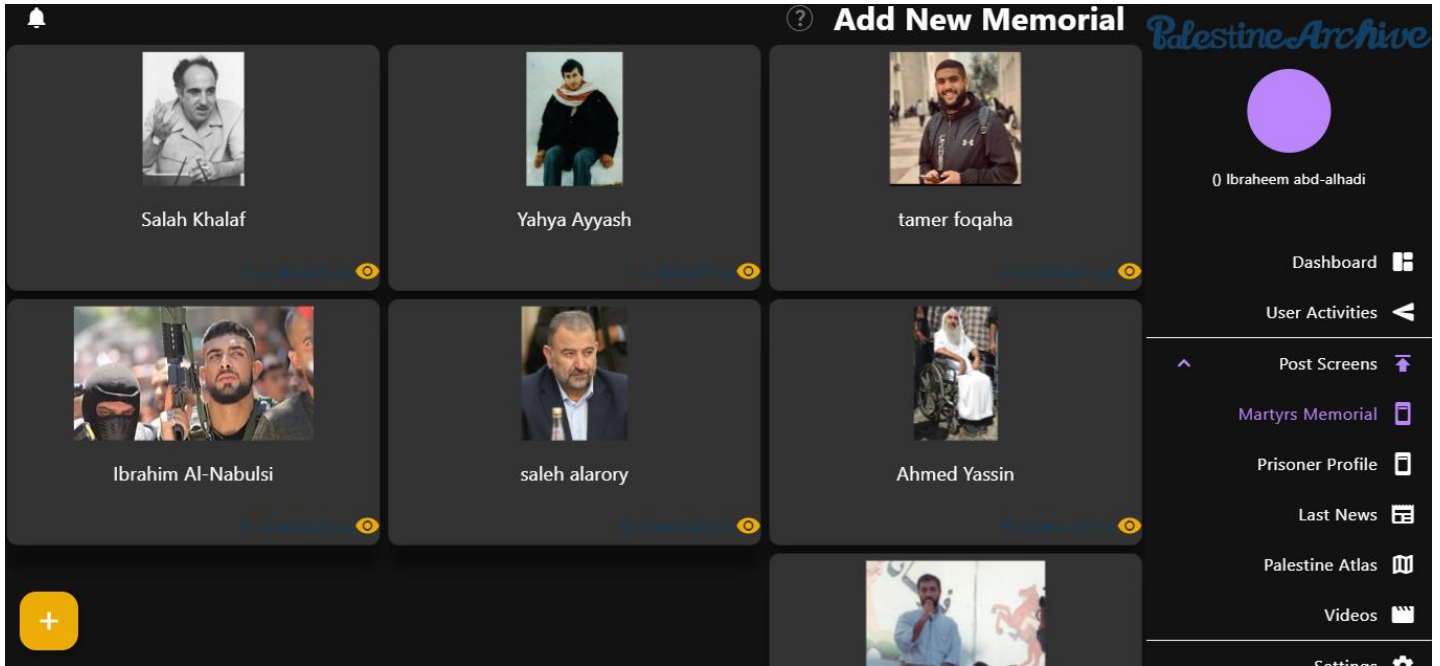 Add New Memorial
Palestine Archive
Ibraheem abd-alhadi
Salah Khalaf
Yahya Ayyash
tamer foqaha
Ibrahim Al-Nabulsi
saleh alarory
Ahmed Yassin
Dashboard
User Activities
Post Screens
Martyrs Memorial
Prisoner Profile
Last News
Palestine Atlas
Videos
Settings